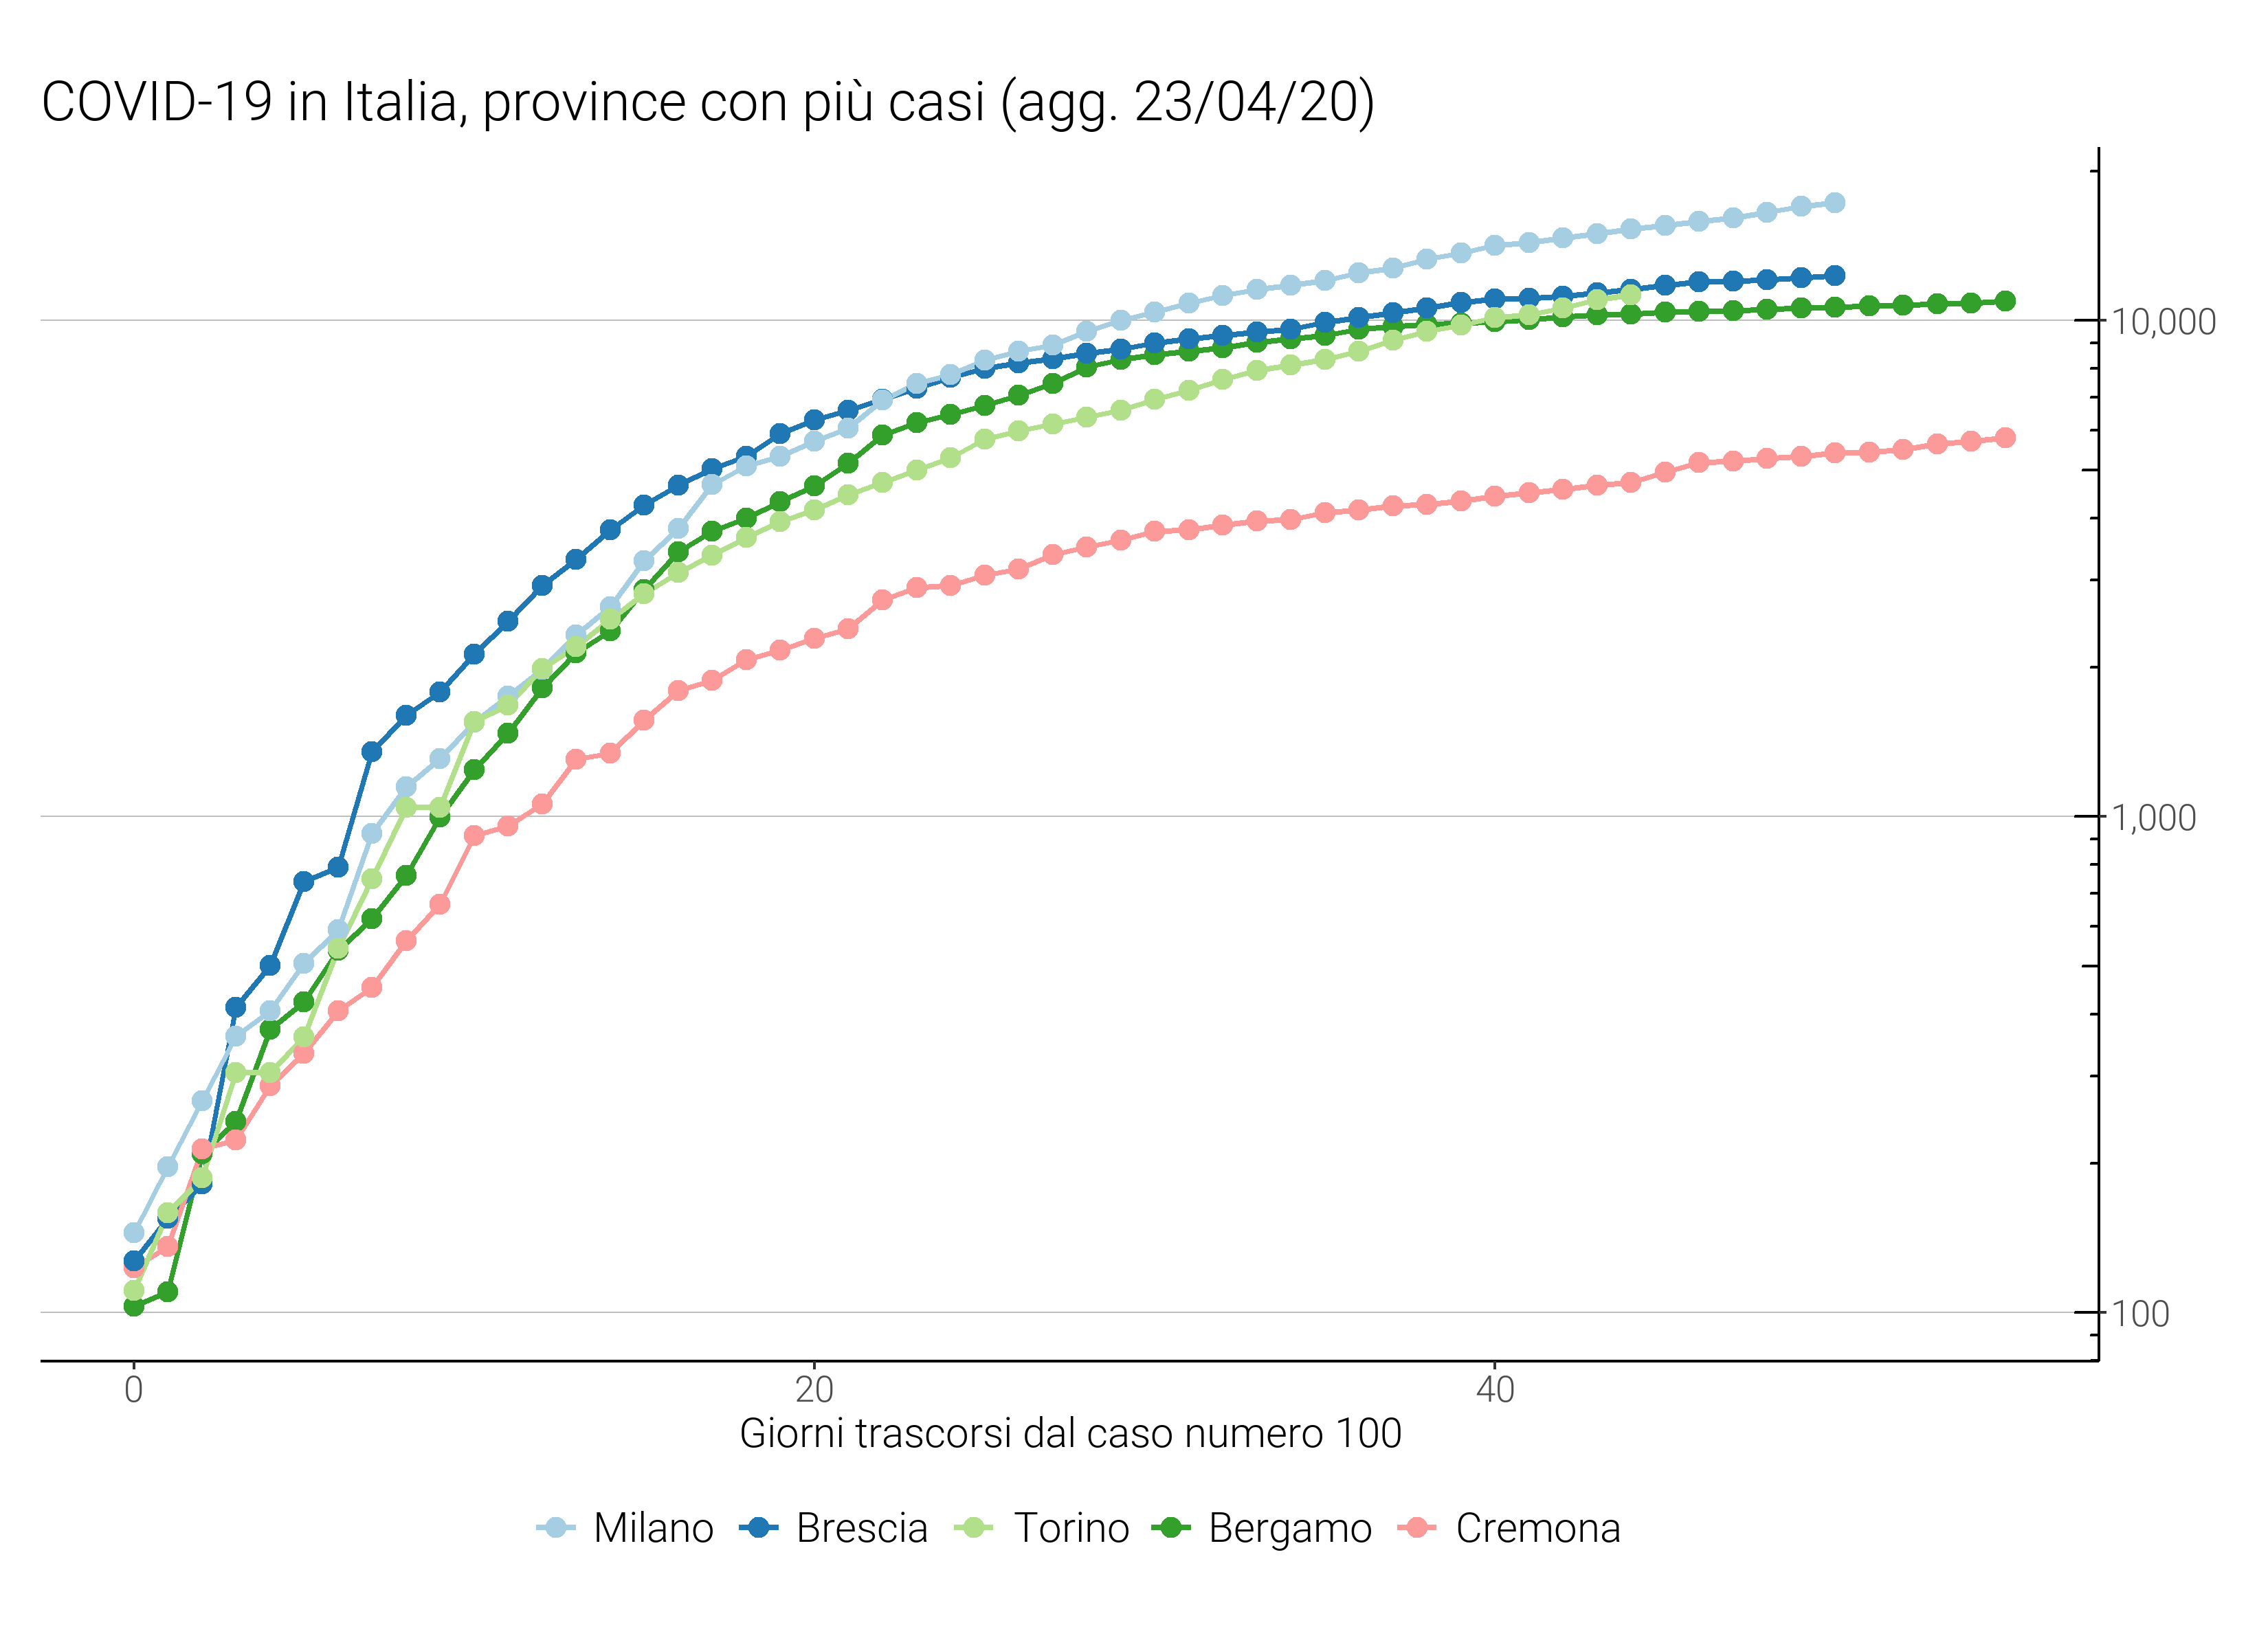 COVID-19 in Italia, province con più casi (agg. 23/04/20)
10,000
1,000
100
0 20 40
Giorni trascorsi dal caso numero 100
Milano Brescia Torino Bergamo Cremona